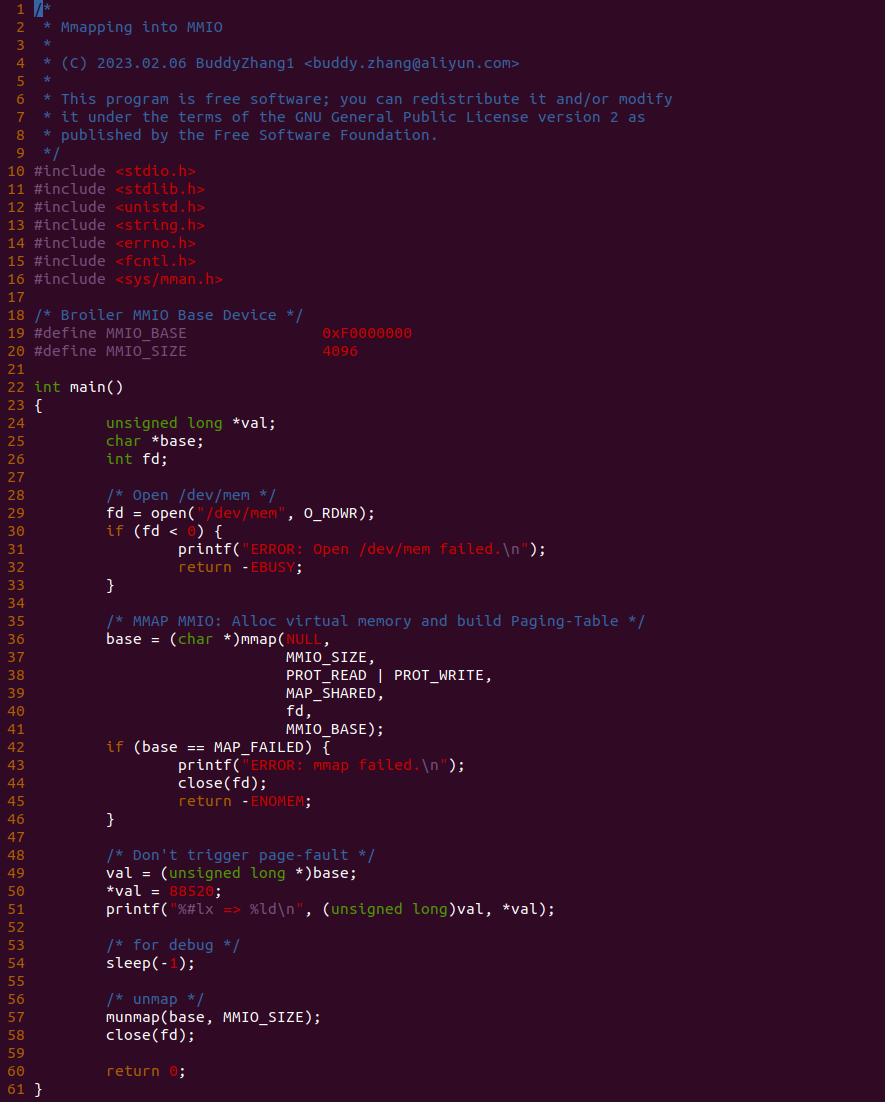 1 /*
2  * Mmapping into MMIO
3  *
4  * (C) 2023.02.06 BuddyZhang1 <buddy.zhang@aliyun.com>
5  *
6  * This program is free software; you can redistribute it and/or modify
7  * it under the terms of the GNU General Public License version 2 as
8  * published by the Free Software Foundation.
9  */
10 #include <stdio.h>
11 #include <stdlib.h>
12 #include <unistd.h>
13 #include <string.h>
14 #include <errno.h>
15 #include <fcntl.h>
16 #include <sys/mman.h>
17
18 /* Broiler MMIO Base Device */
19 #define MMIO_BASE               0xF0000000
20 #define MMIO_SIZE               4096
21
22 int main()
23 {
24         unsigned long *val;
25         char *base;
26         int fd;
27
28         /* Open /dev/mem */
29         fd = open("/dev/mem", O_RDWR);
30         if (fd < 0) {
31                 printf("ERROR: Open /dev/mem failed.\n");
32                 return -EBUSY;
33         }
34
35         /* MMAP MMIO: Alloc virtual memory and build Paging-Table */
36         base = (char *)mmap(NULL,
37                             MMIO_SIZE,
38                             PROT_READ | PROT_WRITE,
39                             MAP_SHARED,
40                             fd,
41                             MMIO_BASE);
42         if (base == MAP_FAILED) {
43                 printf("ERROR: mmap failed.\n");
44                 close(fd);
45                 return -ENOMEM;
46         }
47
48         /* Don't trigger page-fault */
49         val = (unsigned long *)base;
50         *val = 88520;
51         printf("%#lx => %ld\n", (unsigned long)val, *val);
52
53         /* for debug */
54         sleep(-1);
55
56         /* unmap */
57         munmap(base, MMIO_SIZE);
58         close(fd);
59
60         return 0;
61 }